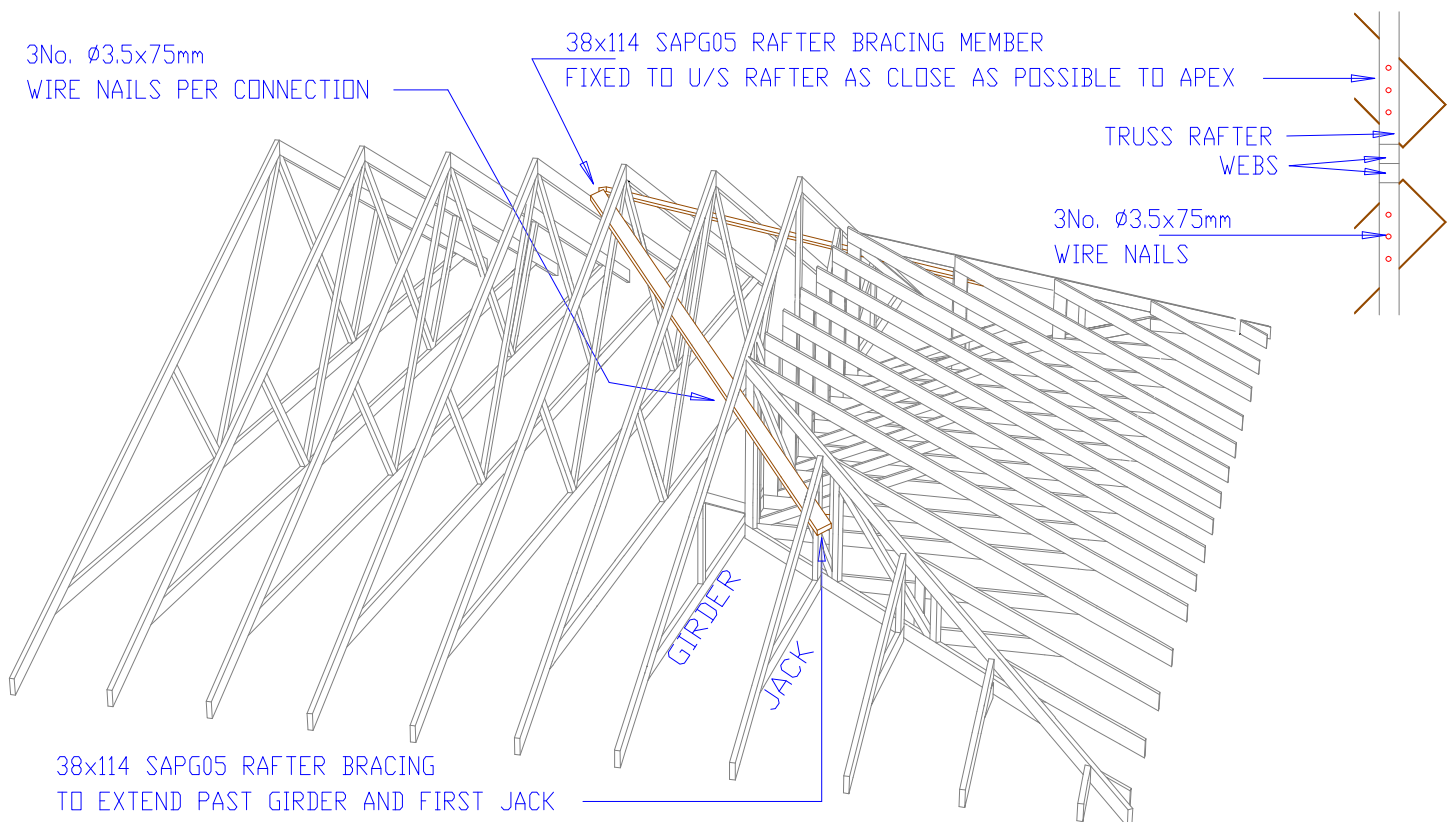 3No. Ø3.5x75mm
WIRE NAILS PER CONNECTION
38x114 SAPG05 RAFTER BRACING MEMBER
FIXED TO U/S RAFTER AS CLOSE AS POSSIBLE TO APEX
TRUSS RAFTER
WEBS
3No. Ø3.5x75mm
WIRE NAILS
GIRDER
JACK
38x114 SAPG05 RAFTER BRACING
TO EXTEND PAST GIRDER AND FIRST JACK